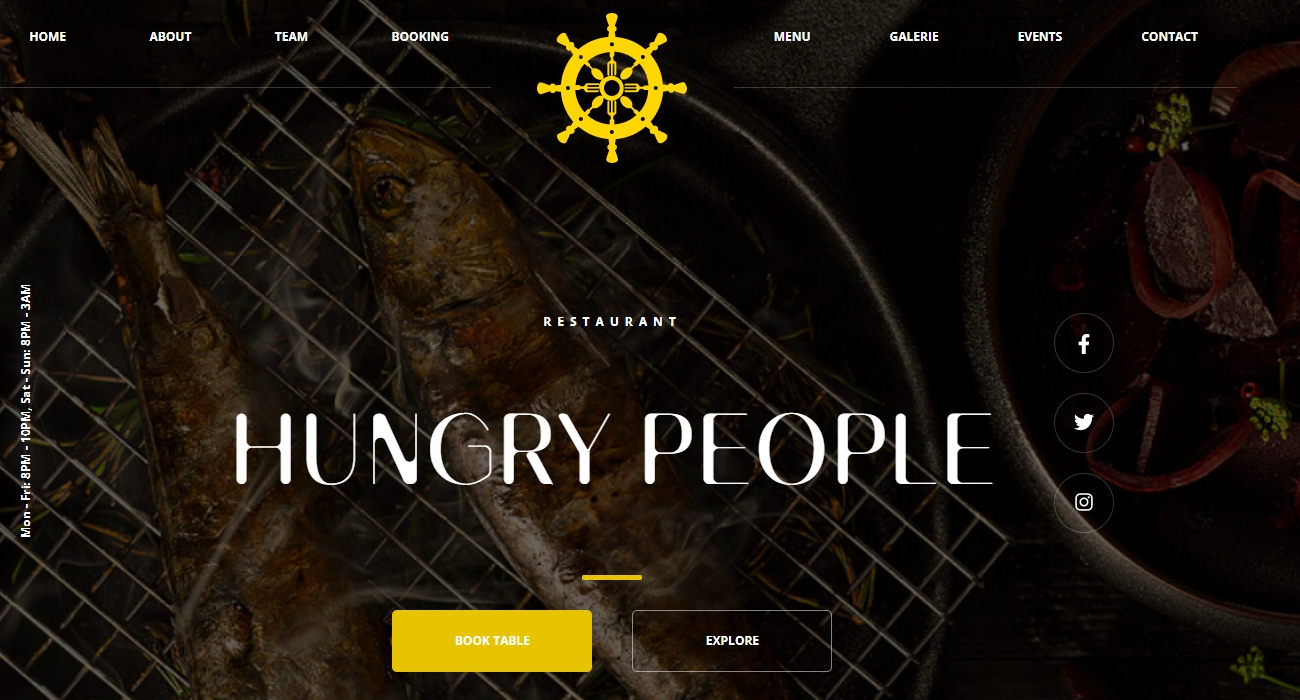 HOME ABOUT TEAM BOOKING MENU GALERIE EVENTS CONTACT
Mon - Fri: 8PM - 10PM, Sat - Sun: 8PM - 3AM
RESTAURANT
HUNGRY PEOPLE
BOOK TABLE EXPLORE